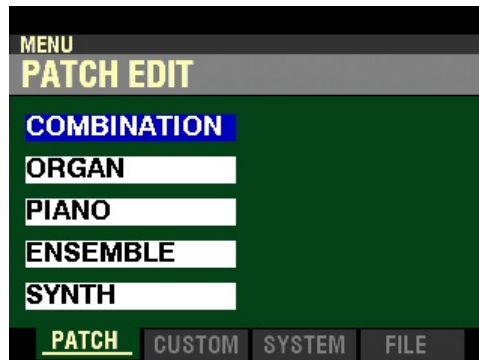 MENU
PATCH EDIT
COMBINATION
ORGAN
PIANO
ENSEMBLE
SYNTH
PATCH CUSTOM SYSTEM FILE